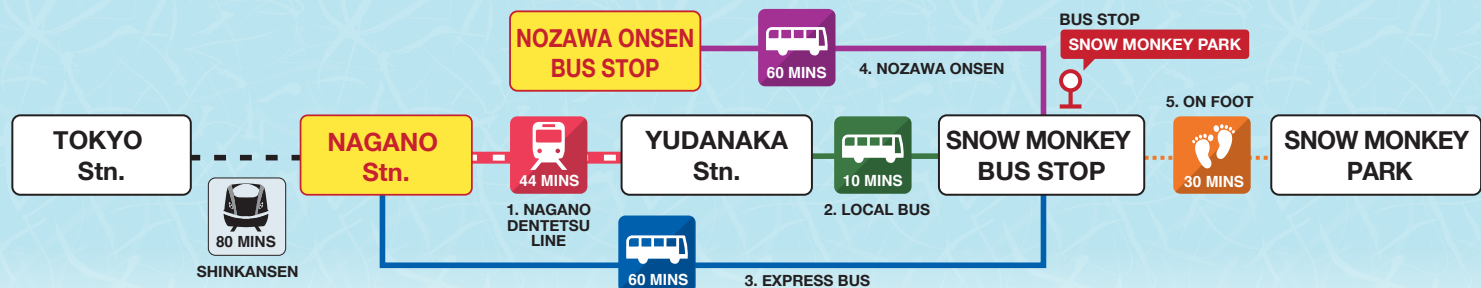 NOZAWA ONSEN
BUS STOP
60 MINS
4. NOZAWA ONSEN
BUS STOP
SNOW MONKEY PARK
TOKYO
Stn.
80 MINS
SHINKANSEN
NAGANO
Stn.
44 MINS
1. NAGANO
DENTETSU
LINE
YUDANAKA
Stn.
10 MINS
2. LOCAL BUS
SNOW MONKEY
BUS STOP
5. ON FOOT
30 MINS
SNOW MONKEY
PARK
60 MINS
3. EXPRESS BUS